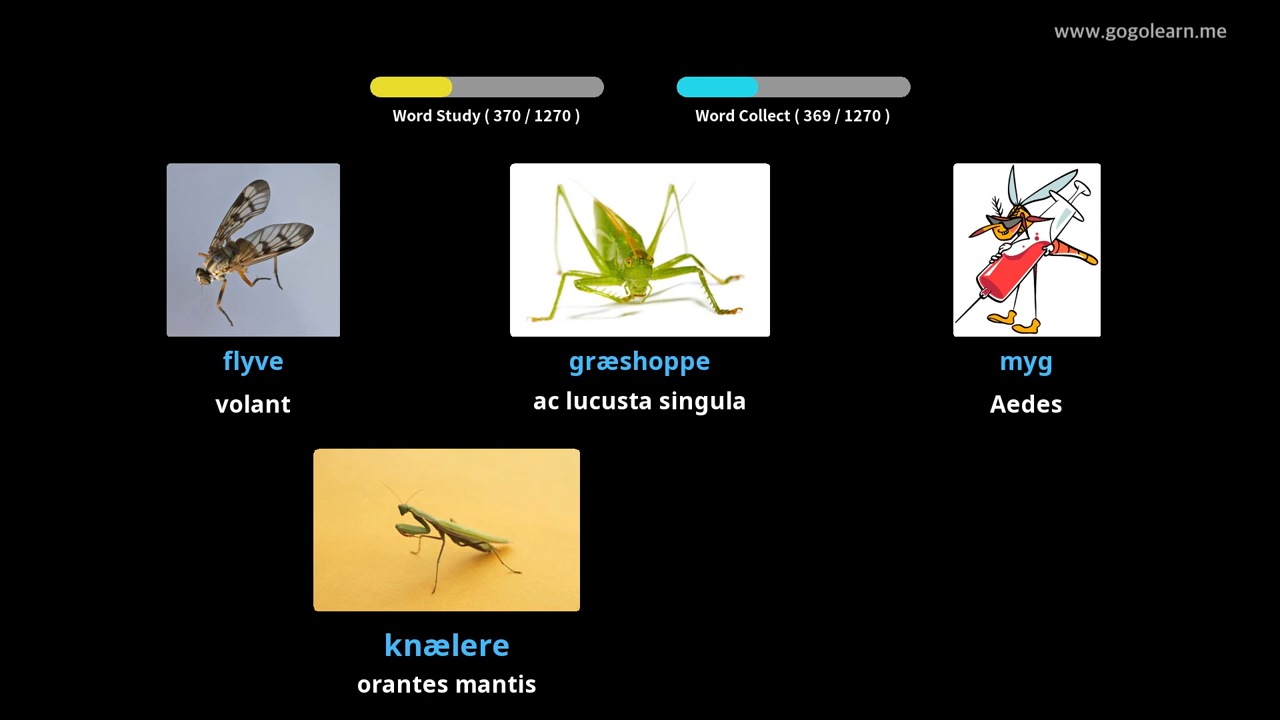 www.gogolearn.me
Word Study ( 370 / 1270 )
Word Collect ( 369 / 1270 )
flyve
græshoppe
myg
volant
ac lucusta singula
Aedes
knælere
orantes mantis